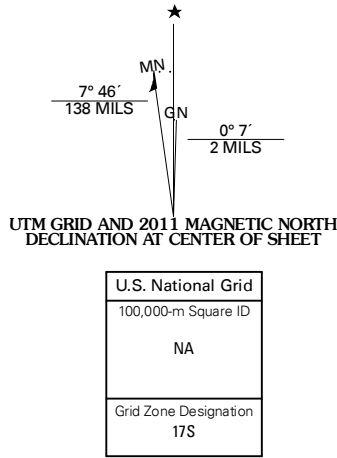 ★
MN
7° 46´
138 MILS
GN
0° 7´
2 MILS
UTM GRID AND 2011 MAGNETIC NORTH
DECLINATION AT CENTER OF SHEET
U.S. National Grid
100,000-m Square ID
NA
Grid Zone Designation
17S